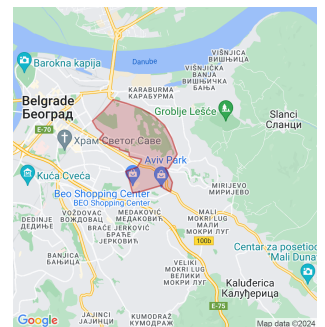 ВИШЊИЦА
VIŠNJICA
Barokna kapija
Danube
VIŠNJIČKA
BANJA
ВИШЊИЧКА
БАЊА
KARABURMA
КАРАБУРМА
Belgrade
Београд
Groblje Lešće
Slanci
Сланци
E-70
Храм Светог Саве
Aviv Park
Kuća Cveća
Beo Shopping Center
BEO Shopping Center
MIRIJEVO
МИРИЈЕВО
VOŽDOVAC
ВОЖДОВАЦ
MEDAKOVIĆ
МЕДАКОВИЋ
MALI
MOKRI LUG
МАЛИ
МОКРИ ЛУГ
DEDINJE
ДЕДИЊЕ
BRAĆE JERKOVIĆ
БРАЋЕ
ЈЕРКОВИЋ
100b
Centar za posetioce
"Mali Duna
BANJICA
БАЊИЦА
VELIKI
MOKRI LUG
ВЕЛИКИ
МОКРИ ЛУГ
Kaluđerica
Калуђерица
E-75
JAJINCI
ЈАЈИНЦИ
KUMODRAŽ
КУМОДРАЖ
Google
Map data ©2024